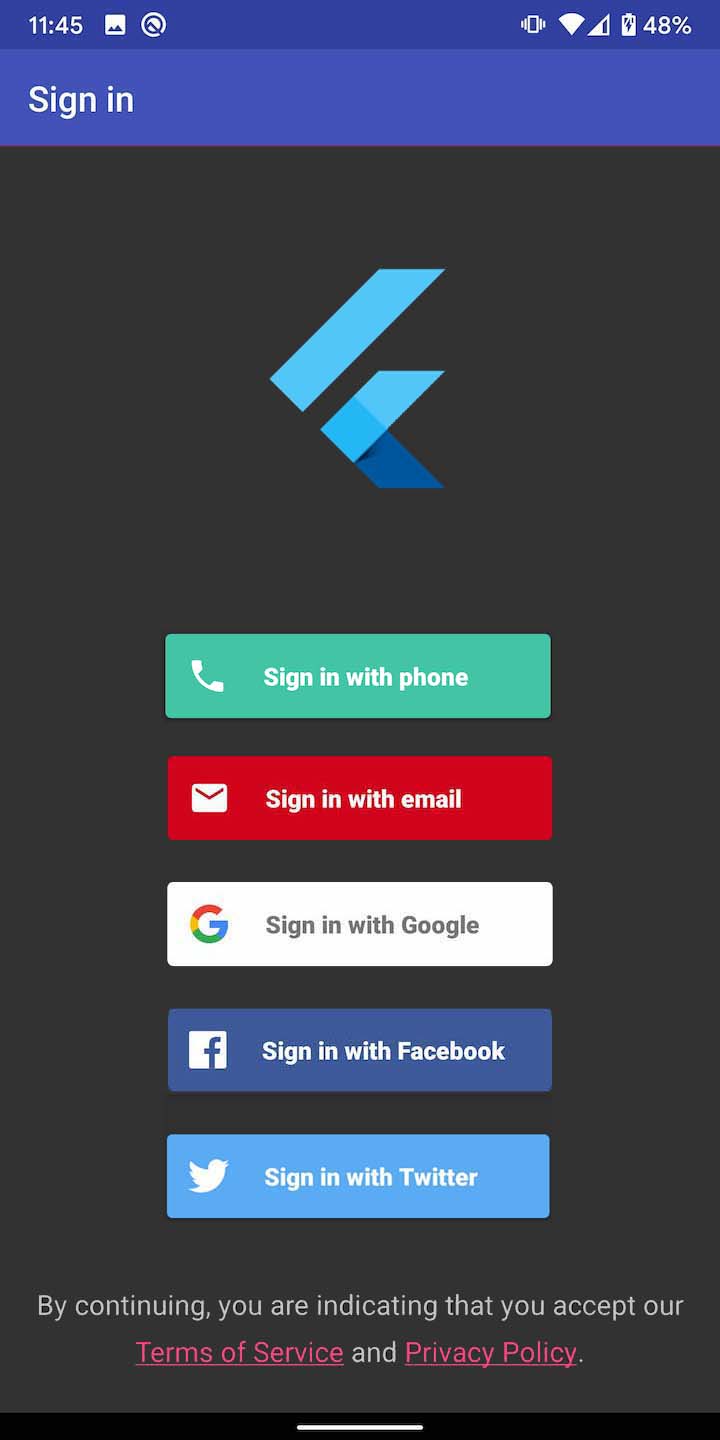 11:45 48%
Sign in
Sign in with phone
Sign in with email
Sign in with Google
Sign in with Facebook
Sign in with Twitter
By continuing, you are indicating that you accept our
Terms of Service and Privacy Policy.